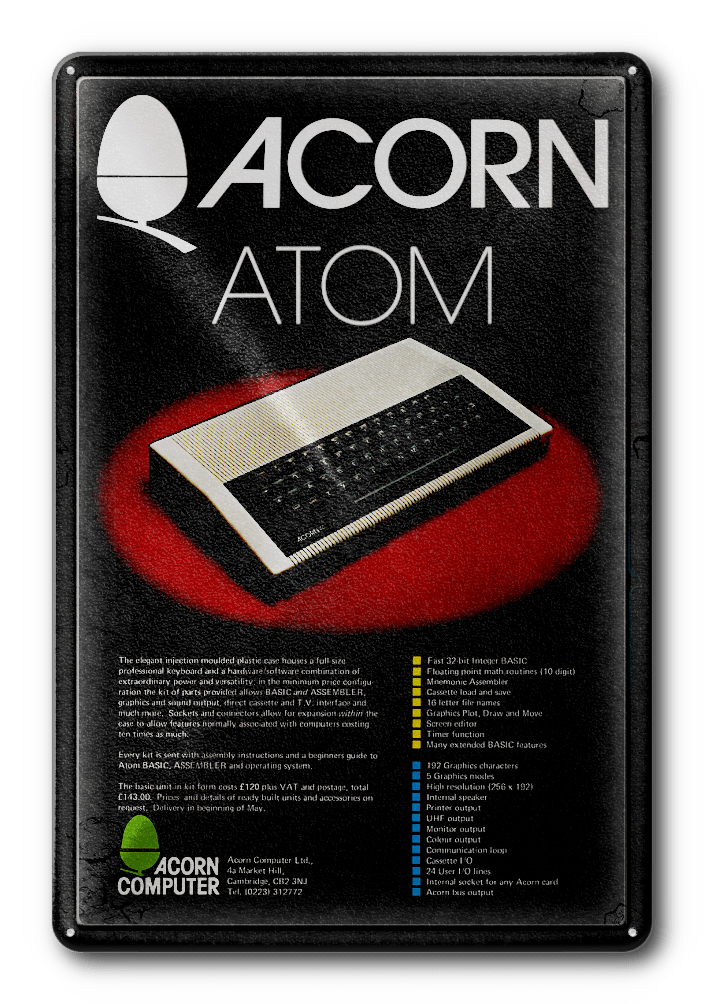 ACORN
ATOM
ACORN
The elegant injection moulded plastic case houses a full size
professional keyboard and a hardware/software combination of
extraordinary power and versatility; in the minimum price configu-
ration the kit of parts provided allows BASIC and ASSEMBLER,
graphics and sound output, direct cassette and T.V. interface and
much more. Sockets and connectors allow for expansion within the
case to allow features normally associated with computers costing
ten times as much.
Every kit is sent with assembly instructions and a beginners guide to
Atom BASIC, ASSEMBLER and operating system.
The basic unit in kit form costs £120 plus VAT and postage, total
£143.00. Prices and details of ready built units and accessories on
request. Delivery in beginning of May.
ACORN
COMPUTER
Acorn Computer Ltd.,
4a Market Hill,
Cambridge, CB2 3NJ
Tel. (0223) 312772
Fast 32-bit Integer BASIC
Floating point math routines (10 digit)
Mnemonic Assembler
Cassette load and save
16 letter file names
Graphics Plot, Draw and Move
Screen editor
Timer function
Many extended BASIC features
192 Graphics characters
5 Graphics modes
High resolution (256 x 192)
Internal speaker
Printer output
UHF output
Monitor output
Colour output
Communication loop
Cassette I/O
24 User I/O lines
Internal socket for any Acorn card
Acorn bus output